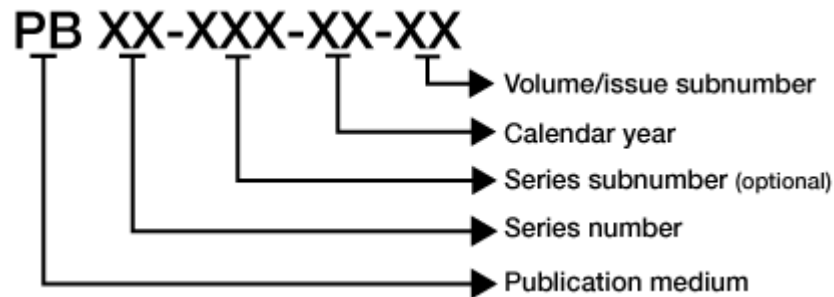 PB XX-XXX-XX-XX
Volume/issue subnumber
Calendar year
Series subnumber (optional)
Series number
Publication medium